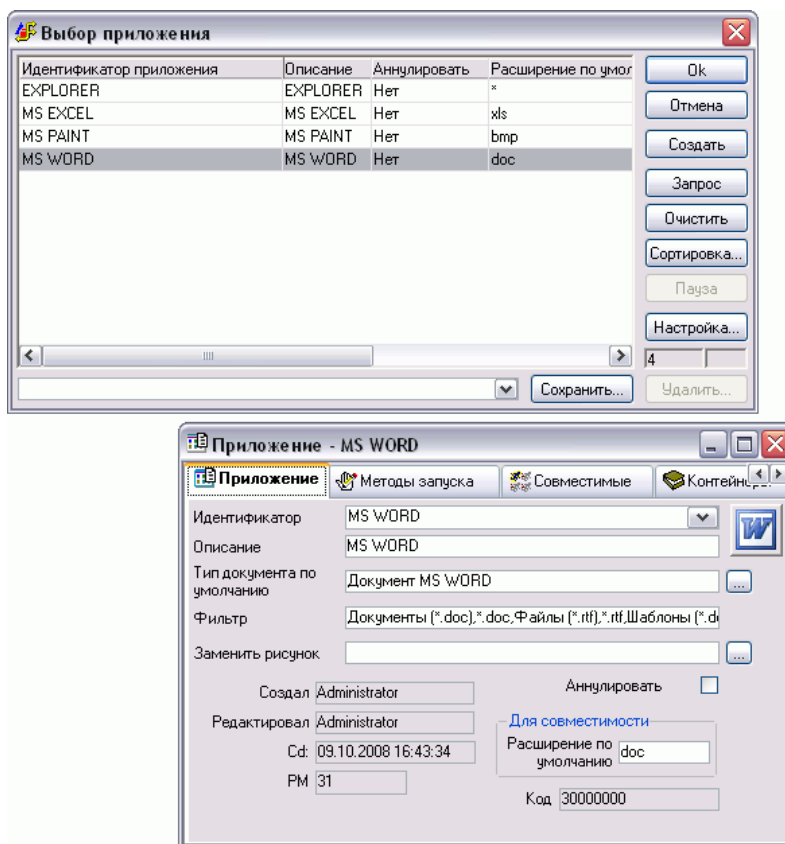 Выбор приложения
Идентификатор приложения Описание Аннулировать Расширение по умол
EXPLORER EXPLORER Нет *
MS EXCEL MS EXCEL Нет xls
MS PAINT MS PAINT Нет bmp
MS WORD MS WORD Нет doc
Ok
Отмена
Создать
Запрос
Очистить
Сортировка...
Пауза
Настройка...
4
Сохранить... Удалить...
Приложение - MS WORD
Приложение Методы запуска Совместимые Контейнеры
Идентификатор MS WORD
Описание MS WORD
Тип документа по
умолчанию Документ MS WORD ...
Фильтр Документы (*.doc),*.doc,Файлы (*.rtf),*.rtf,Шаблоны (*.d
Заменить рисунок ...
Создал Administrator Аннулировать
Редактировал Administrator Для совместимости
Cd: 09.10.2008 16:43:34 Расширение по
умолчанию doc
РМ 31
Код 30000000